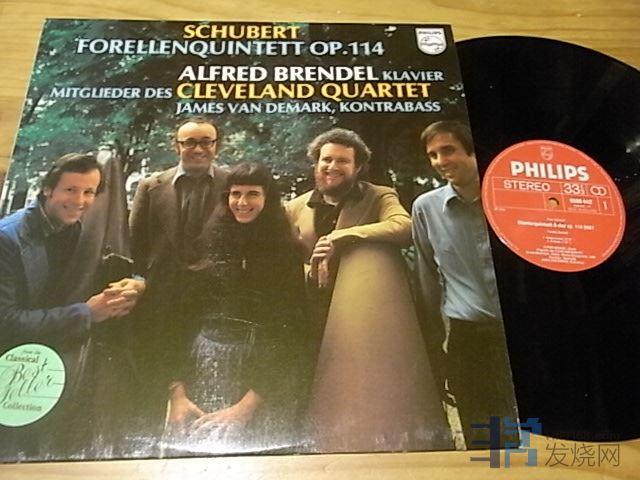 SCHUBERT
FORELLENQUINTETT OP.114
PHILIPS
ALFRED BRENDEL KLAVIER
MITGLIEDER DES CLEVELAND QUARTET
JAMES VAN DEMARK, KONTRABASS
Classical
Best
Seller
Collection
PHILIPS
STEREO
33⅓
1
发烧网